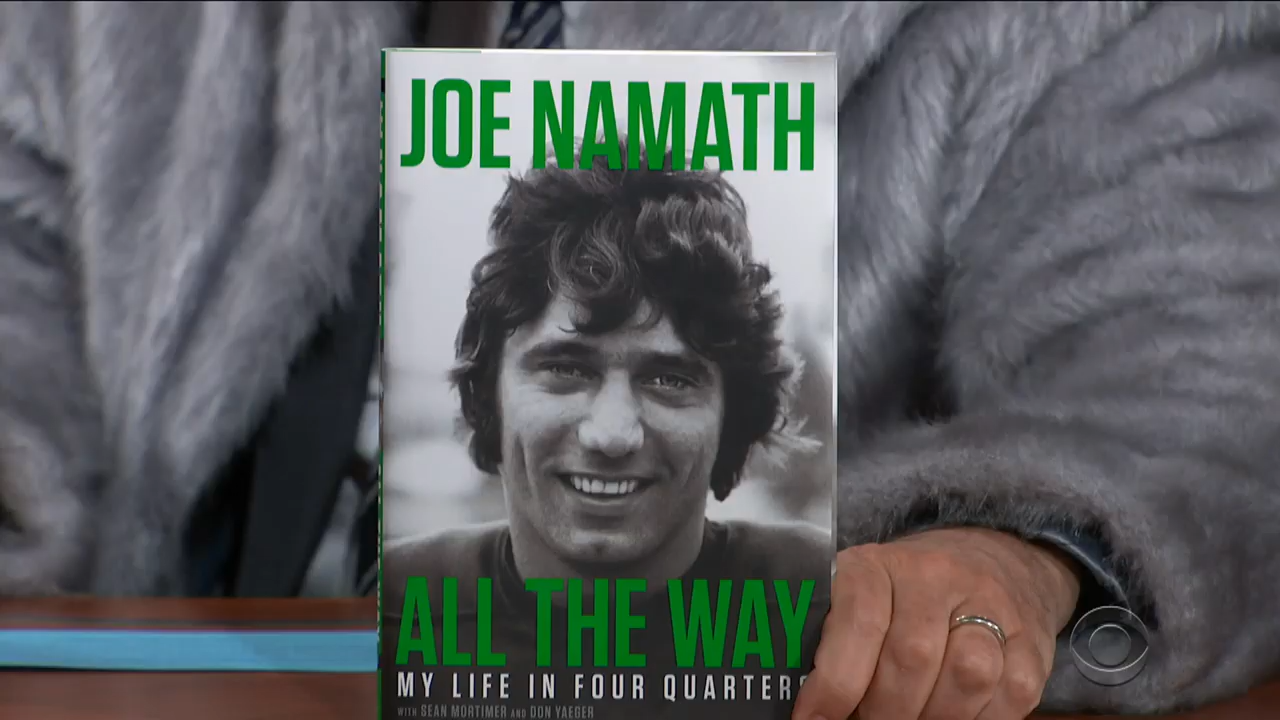 JOE NAMATH
ALL THE WAY
MY LIFE IN FOUR QUARTERS
WITH SEAN MORTIMER AND DON YAEGER